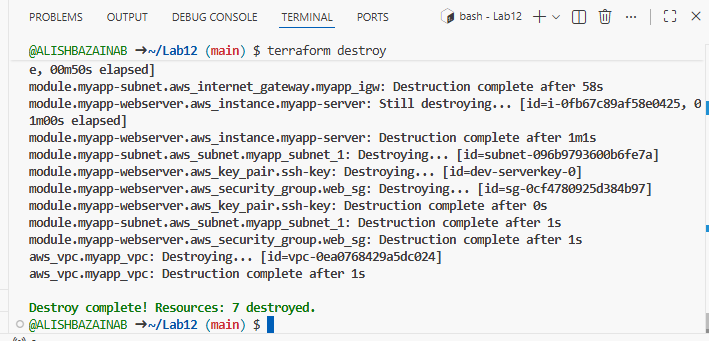 PROBLEMS OUTPUT DEBUG CONSOLE TERMINAL PORTS bash - Lab12
@ALISHBAZAINAB ➜~/Lab12 (main) $ terraform destroy
e, 00m50s elapsed]
module.myapp-subnet.aws_internet_gateway.myapp_igw: Destruction complete after 58s
module.myapp-webserver.aws_instance.myapp-server: Still destroying... [id=i-0fb67c89af58e0425, 0
1m00s elapsed]
module.myapp-webserver.aws_instance.myapp-server: Destruction complete after 1m1s
module.myapp-subnet.aws_subnet.myapp_subnet_1: Destroying... [id=subnet-096b9793600b6fe7a]
module.myapp-webserver.aws_key_pair.ssh-key: Destroying... [id=dev-serverkey-0]
module.myapp-webserver.aws_security_group.web_sg: Destroying... [id=sg-0cf4780925d384b97]
module.myapp-webserver.aws_key_pair.ssh-key: Destruction complete after 0s
module.myapp-subnet.aws_subnet.myapp_subnet_1: Destruction complete after 1s
module.myapp-webserver.aws_security_group.web_sg: Destruction complete after 1s
aws_vpc.myapp_vpc: Destroying... [id=vpc-0ea0768429a5dc024]
aws_vpc.myapp_vpc: Destruction complete after 1s
Destroy complete! Resources: 7 destroyed.
@ALISHBAZAINAB ➜~/Lab12 (main) $